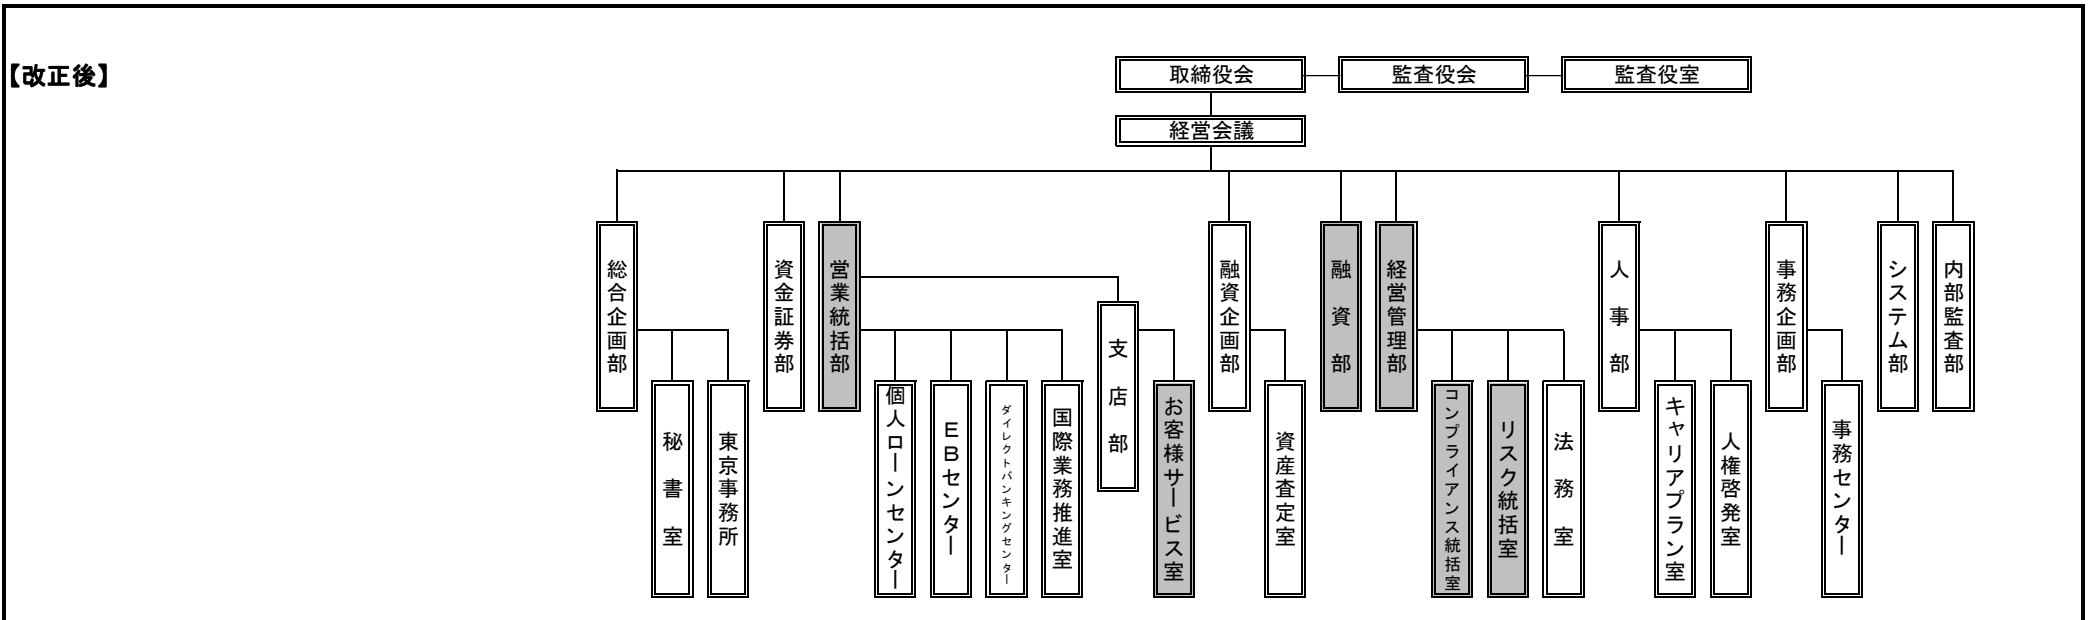 【改正後】
取締役会
監査役会
監査役室
経営会議
総合企画部
資金証券部
営業統括部
融資企画部
融資部
経営管理部
人事部
事務企画部
システム部
内部監査部
支店部
秘書室
東京事務所
個人ローンセンター
EBセンター
ダイレクトバンキングセンター
国際業務推進室
お客様サービス室
資産査定室
コンプライアンス統括室
リスク統括室
法務室
キャリアプラン室
人権啓発室
事務センター